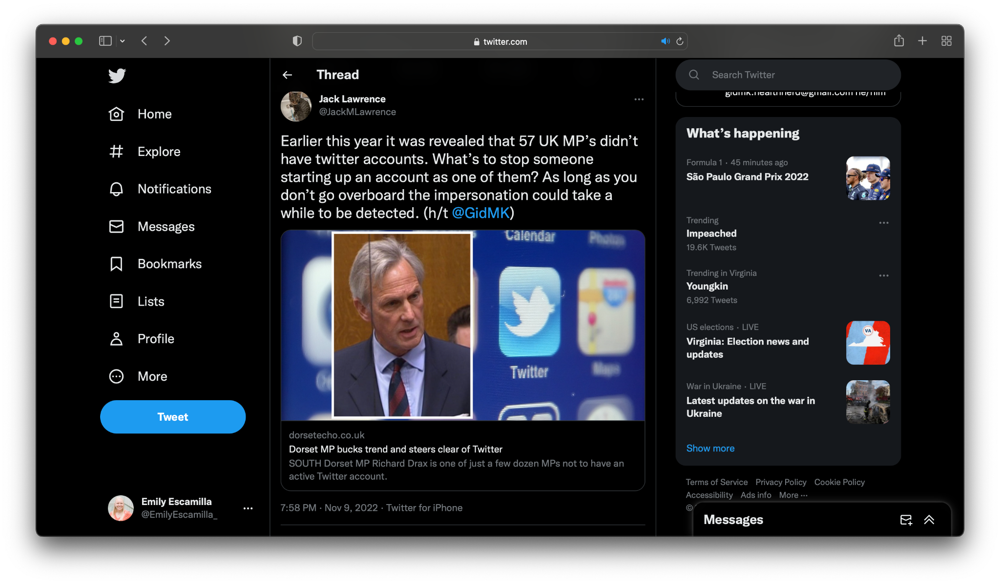 twitter.com
Home
Explore
Notifications
Messages
Bookmarks
Lists
Profile
More
Tweet
Emily Escamilla
@EmilyEscamilla_
Thread
Jack Lawrence
@JackMLawrence
Earlier this year it was revealed that 57 UK MP’s didn’t
have twitter accounts. What’s to stop someone
starting up an account as one of them? As long as you
don’t go overboard the impersonation could take a
while to be detected. (h/t @GidMK)
Calendar
Photos
Twitter
Maps
dorsetecho.co.uk
Dorset MP bucks trend and steers clear of Twitter
SOUTH Dorset MP Richard Drax is one of just a few dozen MPs not to have an
active Twitter account.
7:58 PM · Nov 9, 2022 · Twitter for iPhone
Search Twitter
gidmk.healthnerd@gmail.com he/him
What’s happening
Formula 1 · 45 minutes ago
São Paulo Grand Prix 2022
Trending
Impeached
19.6K Tweets
Trending in Virginia
Youngkin
6,992 Tweets
US elections · LIVE
Virginia: Election news and
updates
VA
War in Ukraine · LIVE
Latest updates on the war in
Ukraine
Show more
Terms of Service Privacy Policy Cookie Policy
Accessibility Ads info More ···
©
Messages